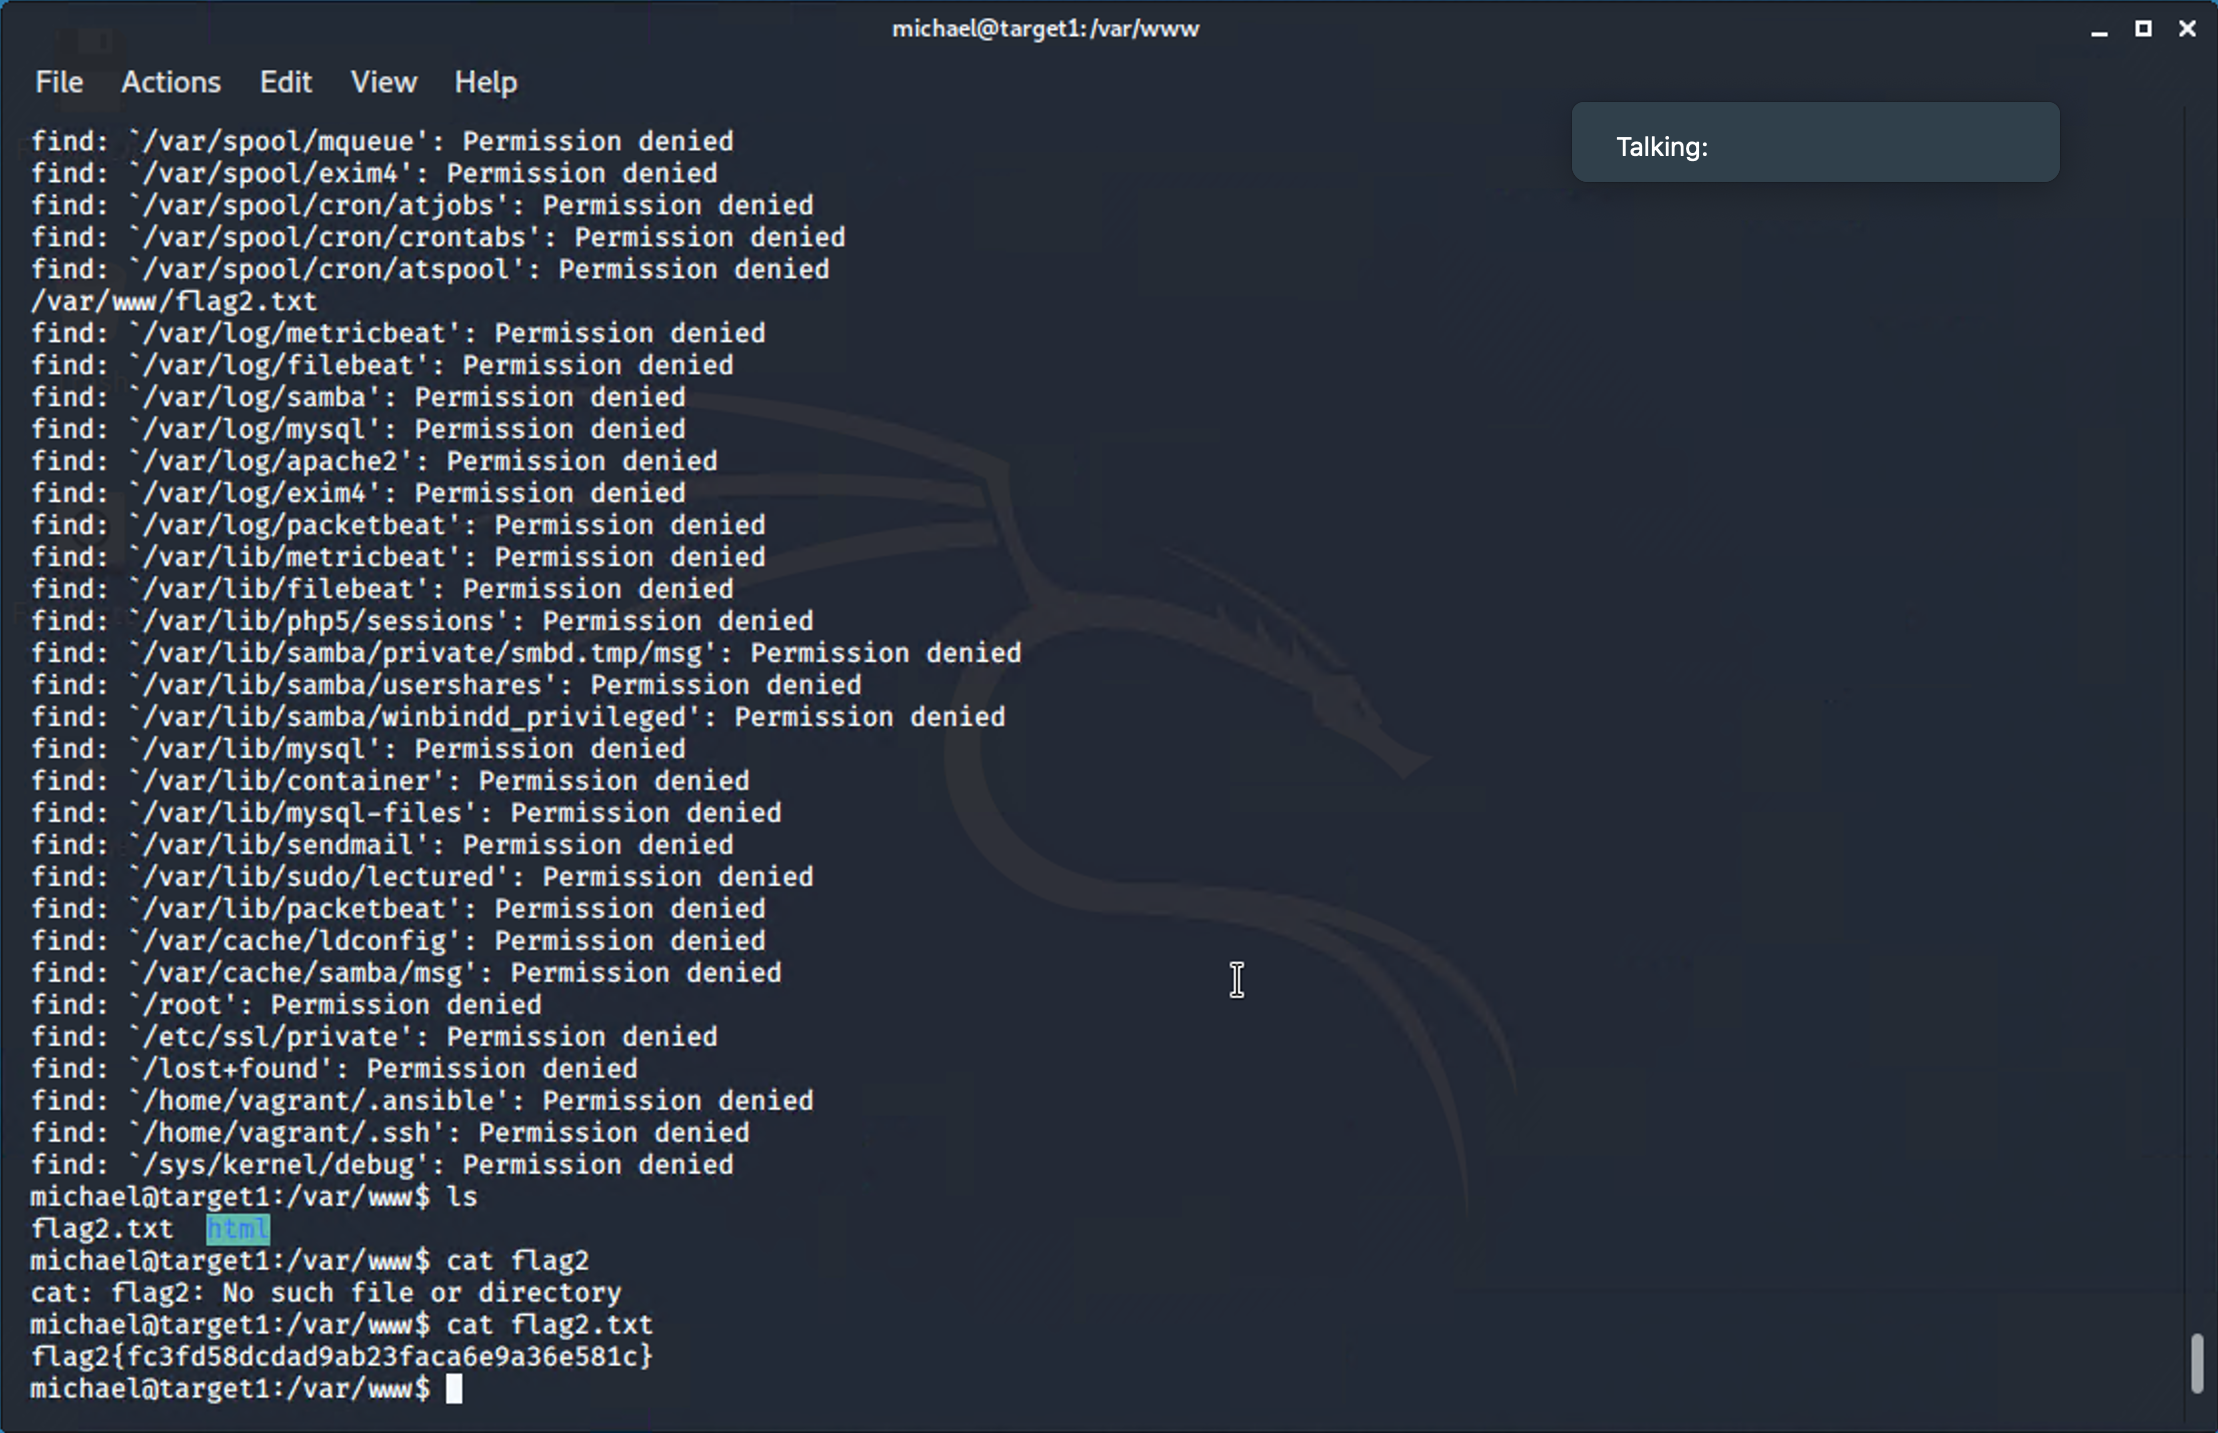 michael@target1:/var/www
File Actions Edit View Help
Talking:
find: `/var/spool/mqueue': Permission denied
find: `/var/spool/exim4': Permission denied
find: `/var/spool/cron/atjobs': Permission denied
find: `/var/spool/cron/crontabs': Permission denied
find: `/var/spool/cron/atspool': Permission denied
/var/www/flag2.txt
find: `/var/log/metricbeat': Permission denied
find: `/var/log/filebeat': Permission denied
find: `/var/log/samba': Permission denied
find: `/var/log/mysql': Permission denied
find: `/var/log/apache2': Permission denied
find: `/var/log/exim4': Permission denied
find: `/var/log/packetbeat': Permission denied
find: `/var/lib/metricbeat': Permission denied
find: `/var/lib/filebeat': Permission denied
find: `/var/lib/php5/sessions': Permission denied
find: `/var/lib/samba/private/smbd.tmp/msg': Permission denied
find: `/var/lib/samba/usershares': Permission denied
find: `/var/lib/samba/winbindd_privileged': Permission denied
find: `/var/lib/mysql': Permission denied
find: `/var/lib/container': Permission denied
find: `/var/lib/mysql-files': Permission denied
find: `/var/lib/sendmail': Permission denied
find: `/var/lib/sudo/lectured': Permission denied
find: `/var/lib/packetbeat': Permission denied
find: `/var/cache/ldconfig': Permission denied
find: `/var/cache/samba/msg': Permission denied
find: `/root': Permission denied
find: `/etc/ssl/private': Permission denied
find: `/lost+found': Permission denied
find: `/home/vagrant/.ansible': Permission denied
find: `/home/vagrant/.ssh': Permission denied
find: `/sys/kernel/debug': Permission denied
michael@target1:/var/www$ ls
flag2.txt html
michael@target1:/var/www$ cat flag2
cat: flag2: No such file or directory
michael@target1:/var/www$ cat flag2.txt
flag2{fc3fd58dcdad9ab23faca6e9a36e581c}
michael@target1:/var/www$